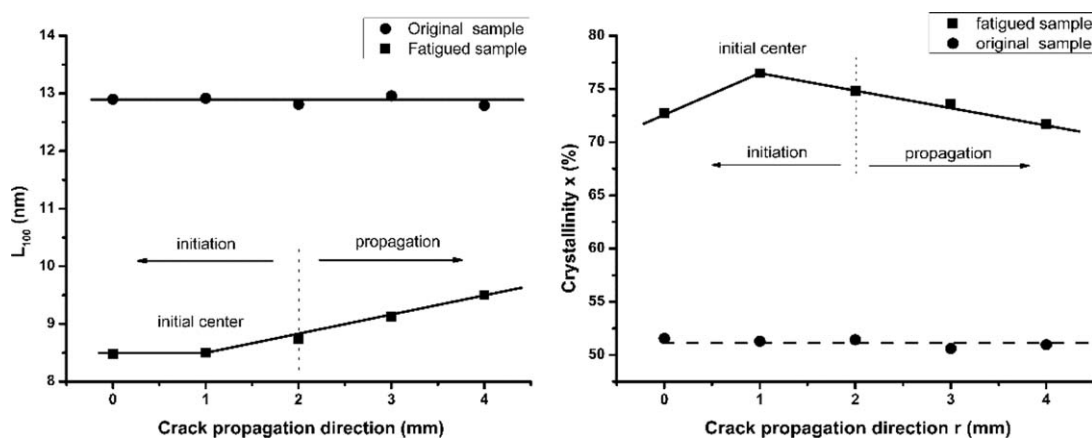 Original sample
Fatigued sample
14
13
12
11
10
9
8
L100 (nm)
initiation
propagation
initial center
0 1 2 3 4
Crack propagation direction (mm)
fatigued sample
original sample
80
75
70
65
60
55
50
Crystallinity x (%)
initial center
initiation
propagation
0 1 2 3 4
Crack propagation direction r (mm)